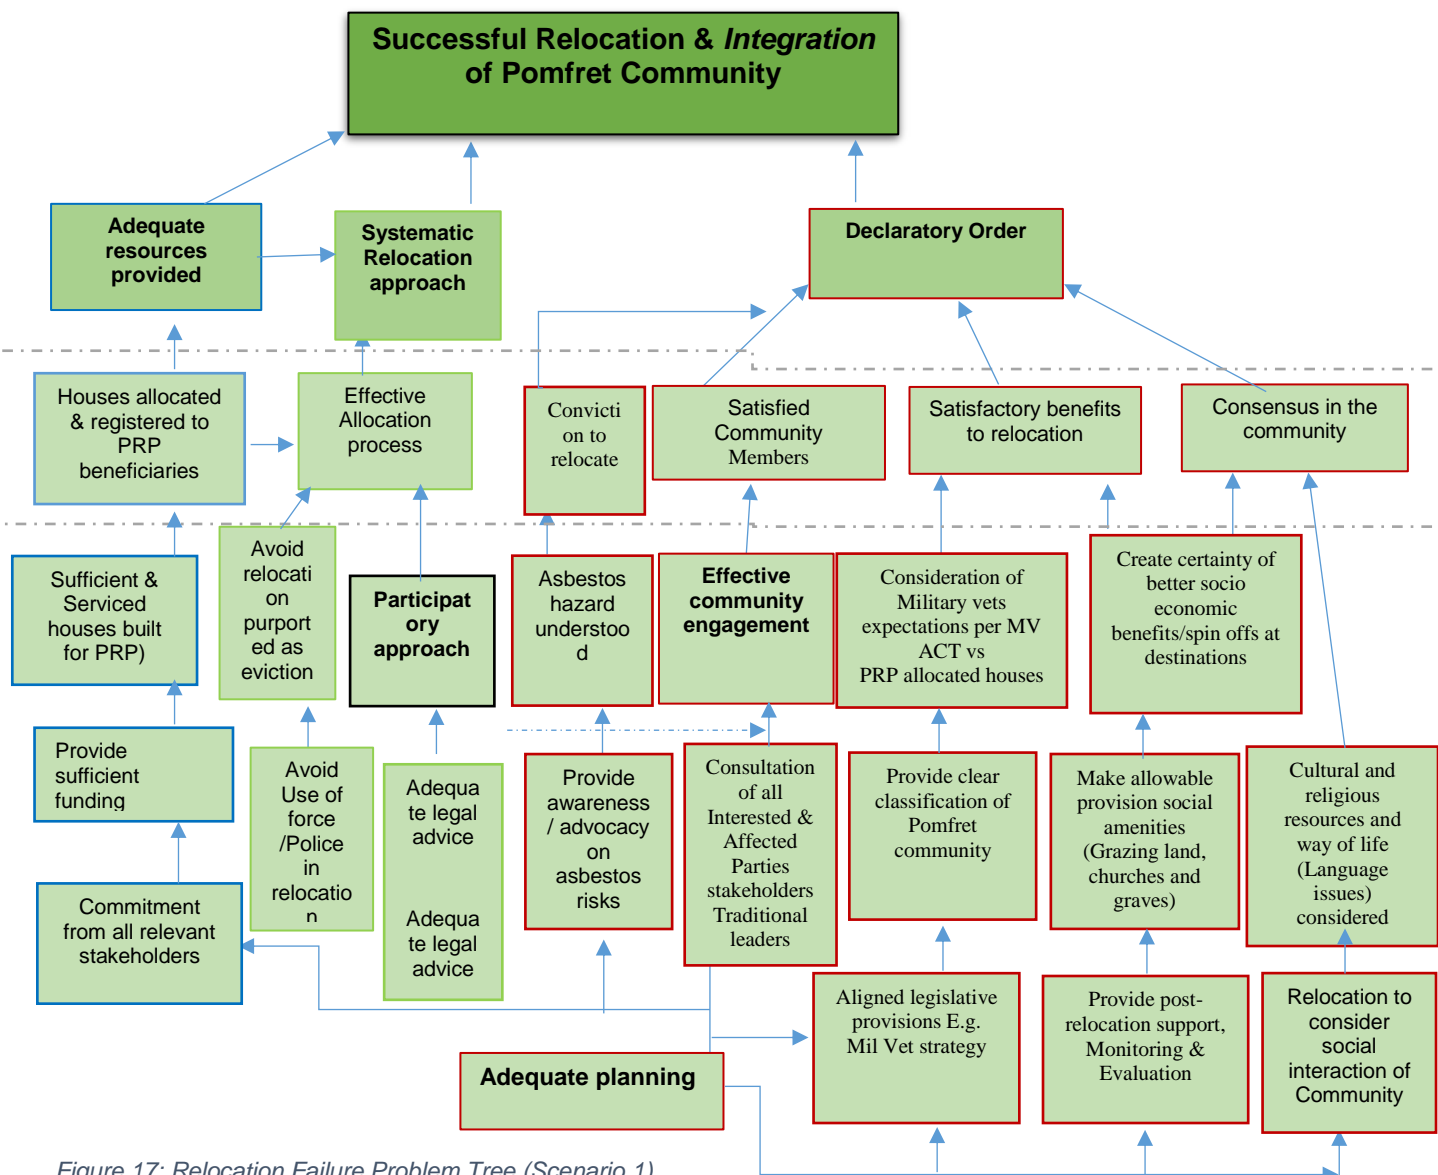 Successful Relocation & Integration
of Pomfret Community
Adequate
resources
provided
Systematic
Relocation
approach
Declaratory Order
Houses allocated
& registered to
PRP
beneficiaries
Effective
Allocation
process
Convicti
on to
relocate
Satisfied
Community
Members
Satisfactory benefits
to relocation
Consensus in the
community
Sufficient &
Serviced
houses built
for PRP)
Avoid
relocati
on
purport
ed as
eviction
Participat
ory
approach
Asbestos
hazard
understoo
d
Effective
community
engagement
Consideration of
Military vets
expectations per MV
ACT vs
PRP allocated houses
Create certainty of
better socio
economic
benefits/spin offs at
destinations
Provide
sufficient
funding
Avoid
Use of
force
/Police
in
relocatio
n
Adequa
te legal
advice
Adequa
te legal
advice
Provide
awareness
/ advocacy
on
asbestos
risks
Consultation
of all
Interested &
Affected
Parties
stakeholders
Traditional
leaders
Provide clear
classification of
Pomfret
community
Make allowable
provision social
amenities
(Grazing land,
churches and
graves)
Cultural and
religious
resources and
way of life
(Language
issues)
considered
Commitment
from all relevant
stakeholders
Aligned legislative
provisions E.g.
Mil Vet strategy
Provide post-
relocation support,
Monitoring &
Evaluation
Relocation to
consider
social
interaction of
Community
Adequate planning
Figure 17: Relocation Failure Problem Tree (Scenario 1)